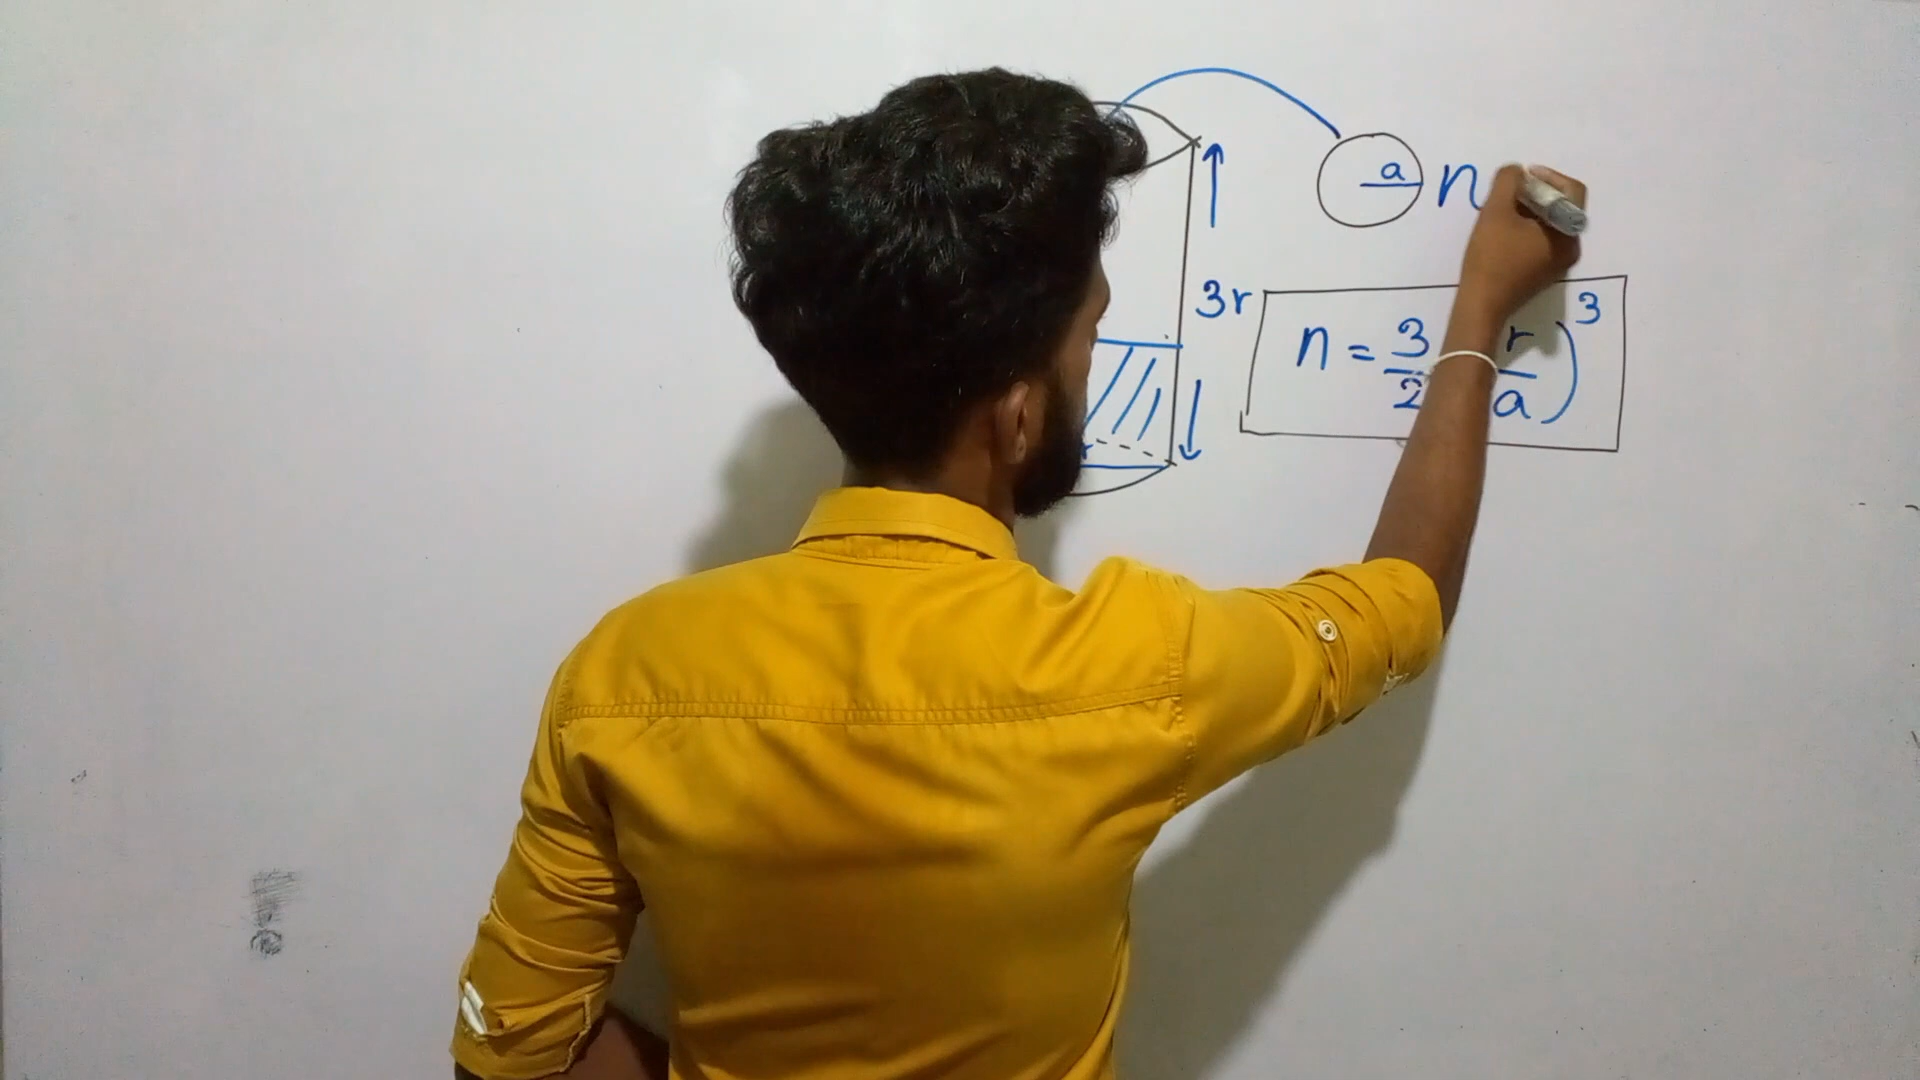 a n
3r
n = 3/2 (r/a)^3
r